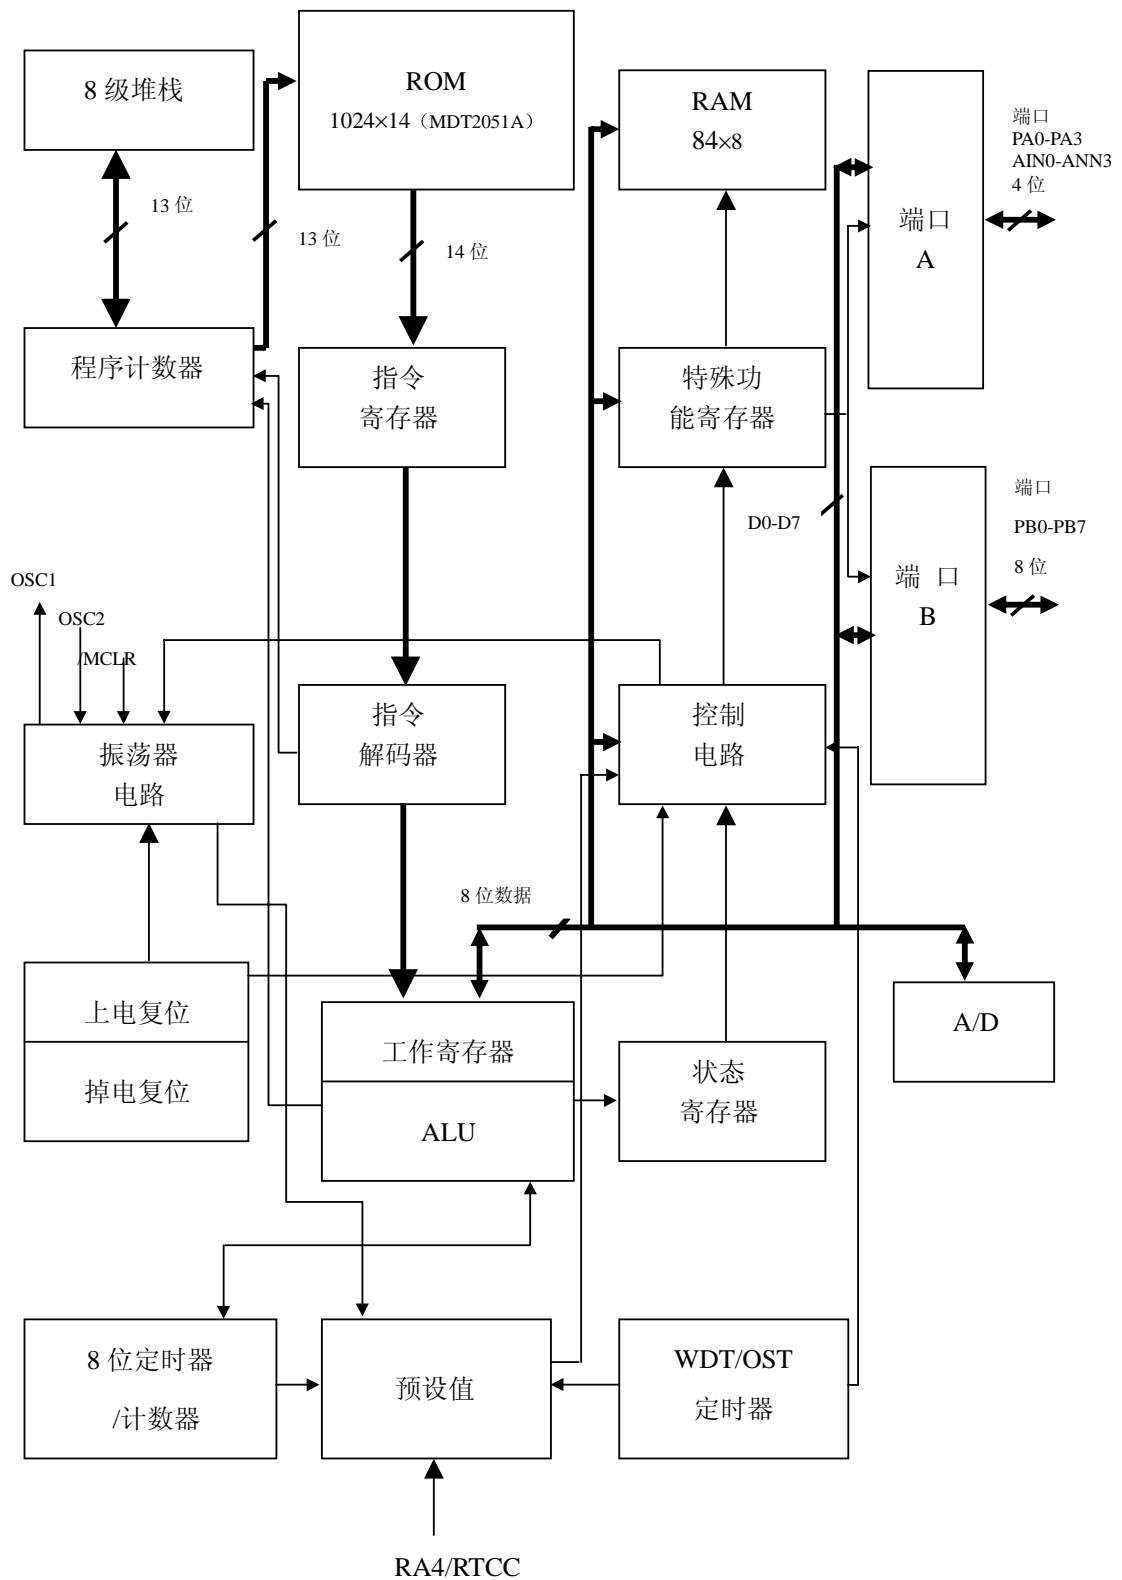 8 级堆栈
ROM
1024×14（MDT2051A）
RAM
84×8
端口
PA0-PA3
AIN0-ANN3
4 位
13 位
13 位
14 位
端口
A
程序计数器
指令
寄存器
特殊功
能寄存器
D0-D7
端口
PB0-PB7
8 位
端 口
B
OSC1
OSC2
/MCLR
振荡器
电路
指令
解码器
控制
电路
8 位数据
上电复位
掉电复位
工作寄存器
ALU
状态
寄存器
A/D
8 位定时器
/计数器
预设值
WDT/OST
定时器
RA4/RTCC